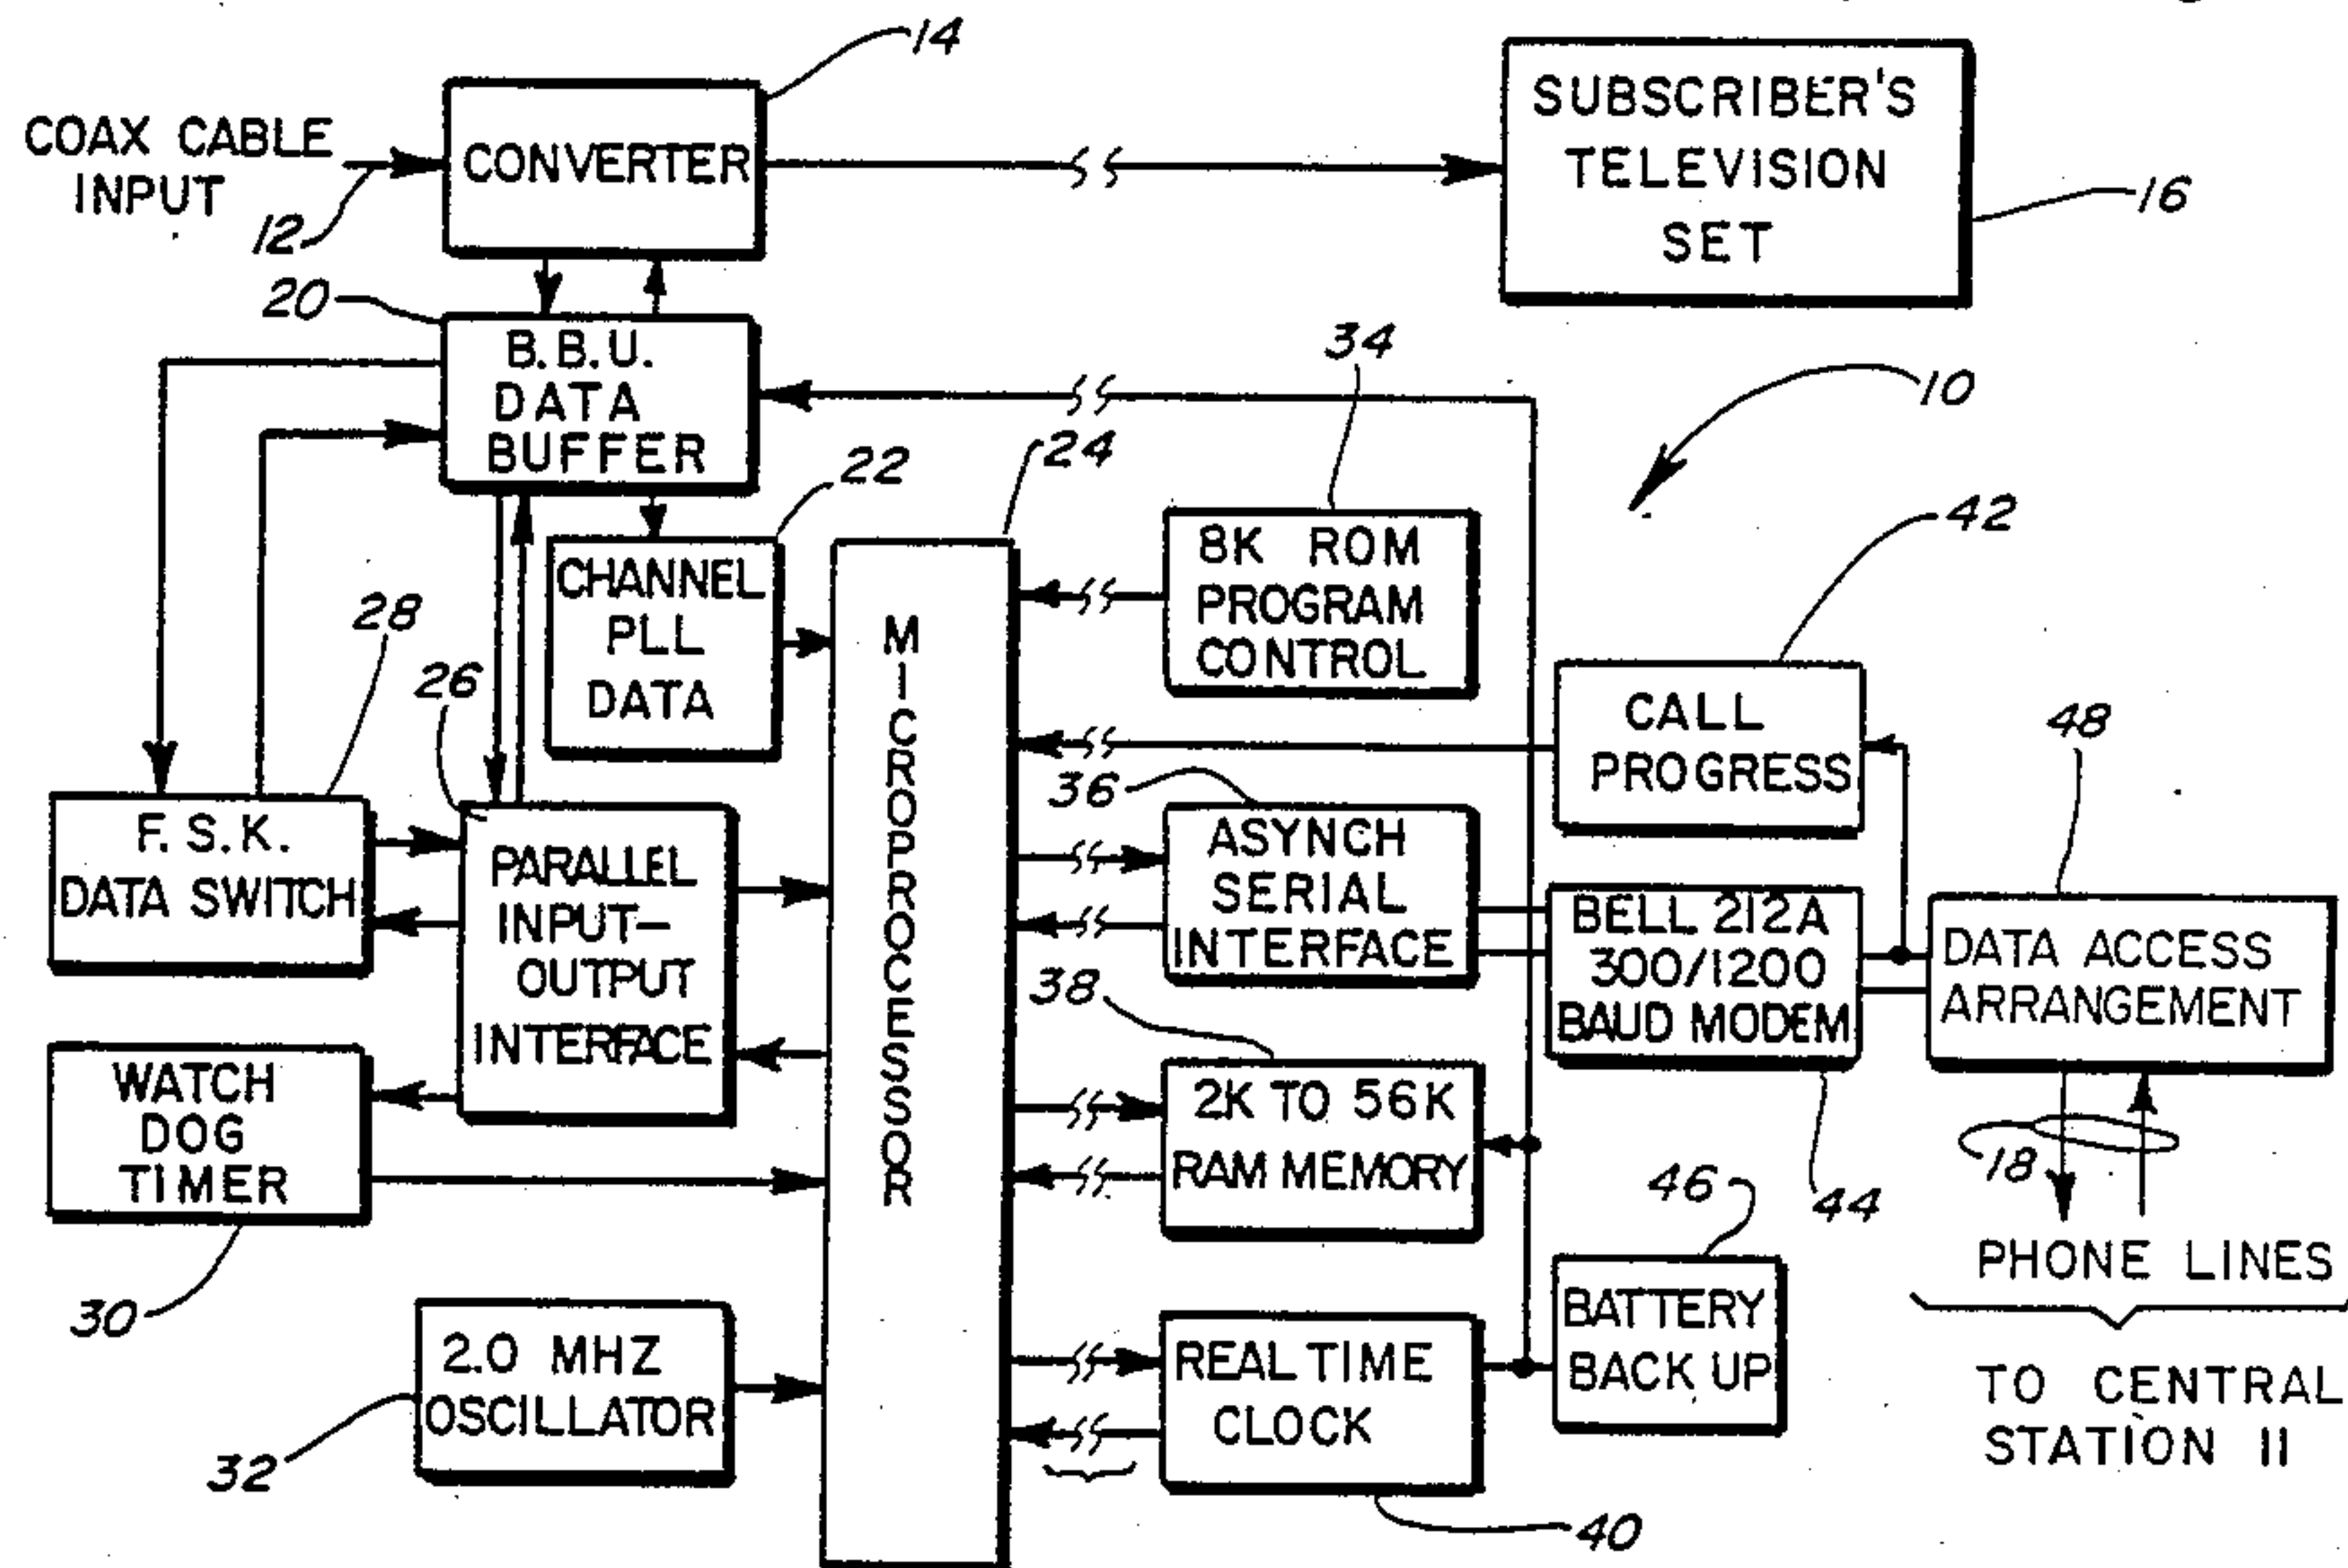 14
COAX CABLE
INPUT
12
CONVERTER
SUBSCRIBER'S
TELEVISION
SET
16
20
B.B.U.
DATA
BUFFER
34
10
24
22
CHANNEL
PLL
DATA
8K ROM
PROGRAM
CONTROL
42
28
26
MICROPROCESSOR
CALL
PROGRESS
48
F.S.K.
DATA SWITCH
PARALLEL
INPUT-
OUTPUT
INTERFACE
36
ASYNCH
SERIAL
INTERFACE
BELL 212A
300/1200
BAUD MODEM
DATA ACCESS
ARRANGEMENT
38
WATCH
DOG
TIMER
2K TO 56K
RAM MEMORY
18
46
44
30
PHONE LINES
2.0 MHZ
OSCILLATOR
REAL TIME
CLOCK
BATTERY
BACK UP
TO CENTRAL
STATION 11
32
40